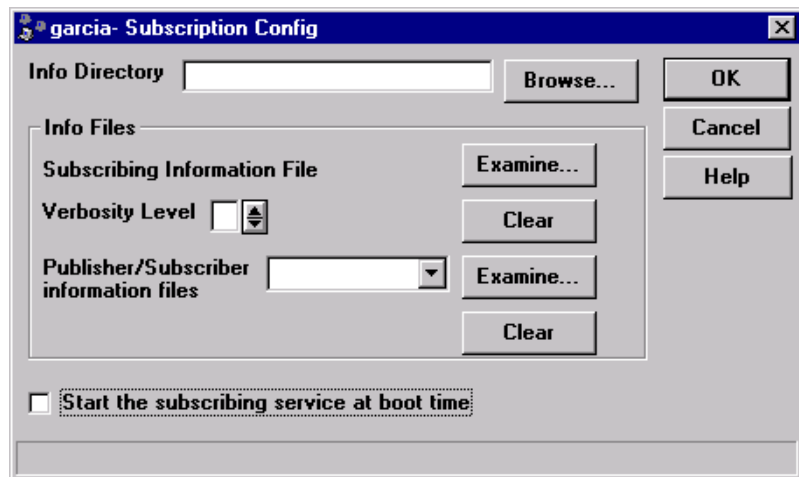 garcia- Subscription Config
Info Directory
Browse...
OK
Cancel
Help
Info Files
Subscribing Information File
Examine...
Verbosity Level
Clear
Publisher/Subscriber
information files
Examine...
Clear
Start the subscribing service at boot time